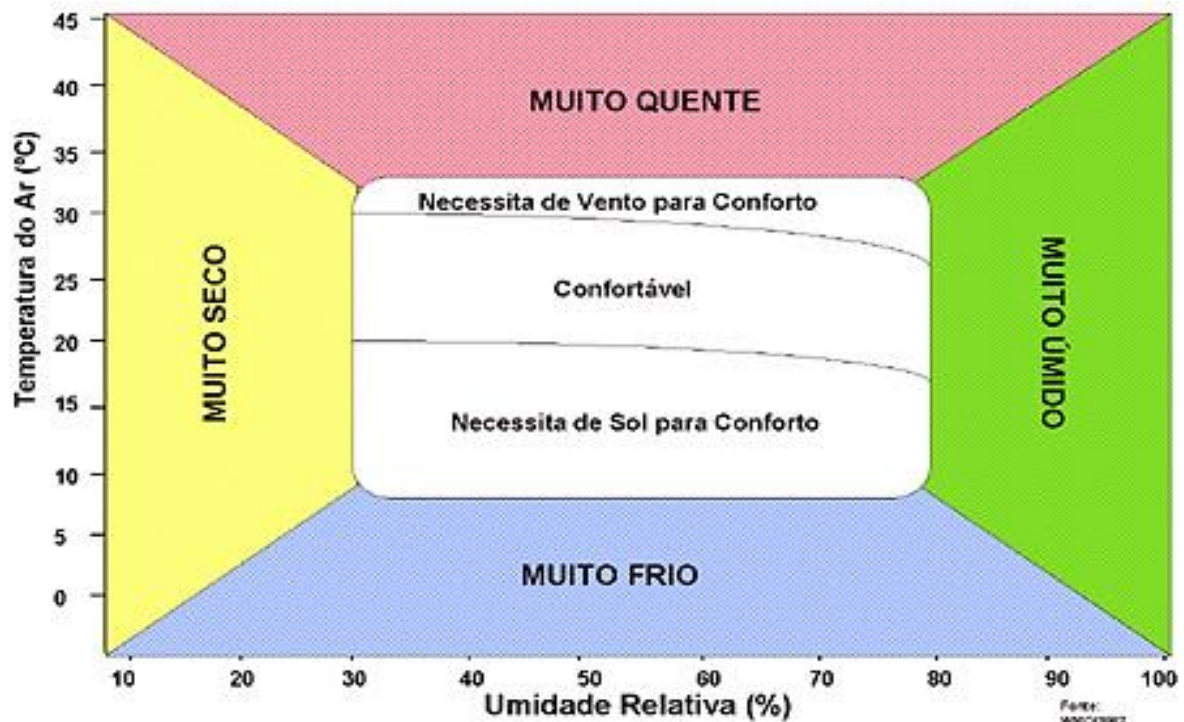 45
40
35
30
25
20
15
10
5
0
Temperatura do Ar (ºC)
MUITO QUENTE
MUITO SECO
Necessita de Vento para Conforto
Confortável
Necessita de Sol para Conforto
MUITO ÚMIDO
MUITO FRIO
10 20 30 40 50 60 70 80 90 100
Umidade Relativa (%)
Fonte: